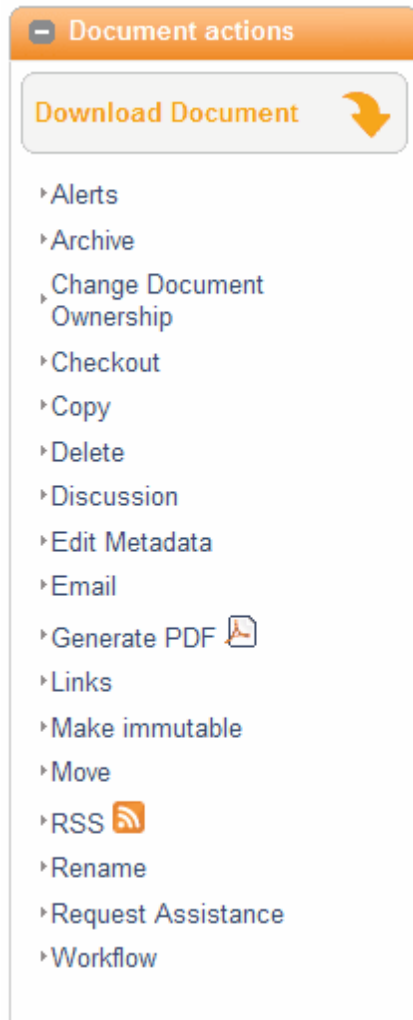 Document actions
Download Document
Alerts
Archive
Change Document
Ownership
Checkout
Copy
Delete
Discussion
Edit Metadata
Email
Generate PDF
Links
Make immutable
Move
RSS
Rename
Request Assistance
Workflow